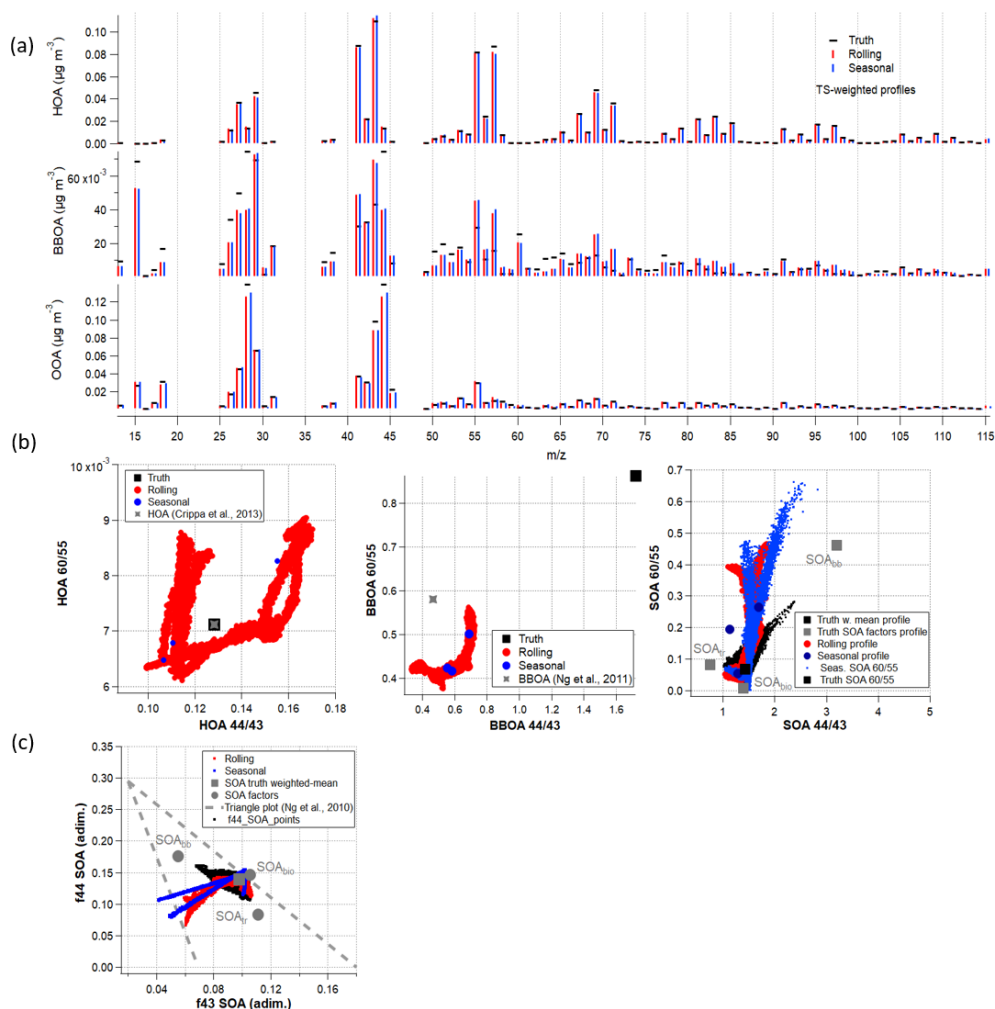 (a)
HOA (µg m⁻³)
0.10
0.08
0.06
0.04
0.02
0.00
Truth
Rolling
Seasonal
TS-weighted profiles
BBOA (µg m⁻³)
60 x10⁻³
40
20
OOA (µg m⁻³)
0.12
0.10
0.08
0.06
0.04
0.02
15 20 25 30 35 40 45 50 55 60 65 70 75 80 85 90 95 100 105 110 115
m/z
(b)
HOA 60/55
10 x10⁻³
9
8
7
6
Truth
Rolling
Seasonal
HOA (Crippa et al., 2013)
0.10 0.12 0.14 0.16 0.18
HOA 44/43
BBOA 60/55
0.8
0.7
0.6
0.5
0.4
Truth
Rolling
Seasonal
BBOA (Ng et al., 2011)
0.4 0.6 0.8 1.0 1.2 1.4 1.6
BBOA 44/43
SOA 60/55
0.7
0.6
0.5
0.4
0.3
0.2
0.1
0.0
SOAbb
SOAtr
SOAbio
Truth w. mean profile
Truth SOA factors profile
Rolling profile
Seasonal profile
Seas. SOA 60/55
Truth SOA 60/55
1 2 3 4 5
SOA 44/43
(c)
f44 SOA (adim.)
0.35
0.30
0.25
0.20
0.15
0.10
0.05
0.00
Rolling
Seasonal
SOA truth weighted-mean
SOA factors
Triangle plot (Ng et al., 2010)
f44_SOA_points
SOAbb
SOAbio
SOAtr
0.04 0.08 0.12 0.16
f43 SOA (adim.)